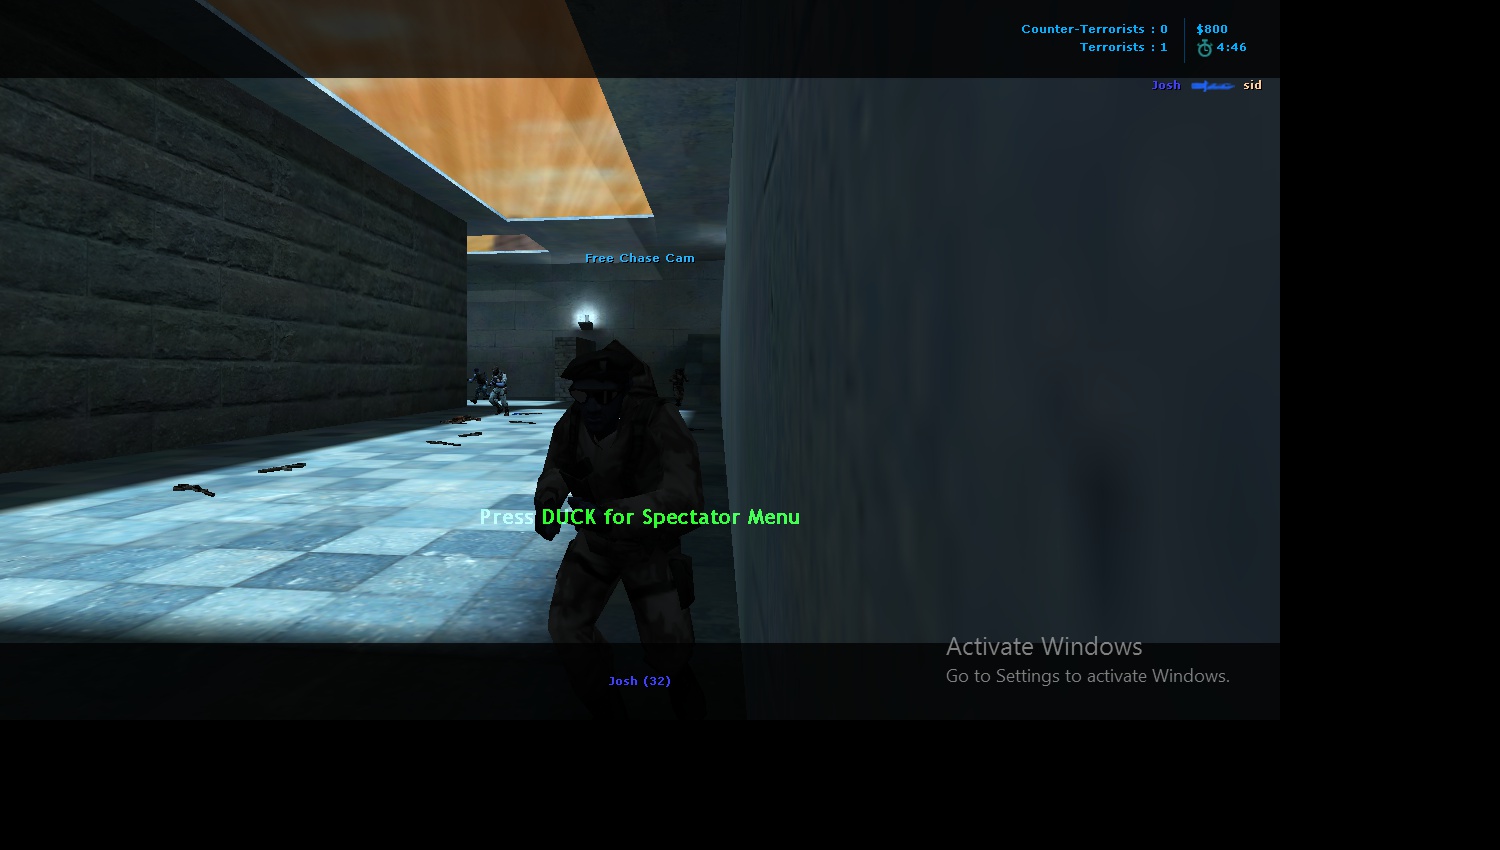 Counter-Terrorists : 0 $800
Terrorists : 1 4:46
Josh sid
Free Chase Cam
Press DUCK for Spectator Menu
Activate Windows
Go to Settings to activate Windows.
Josh (32)